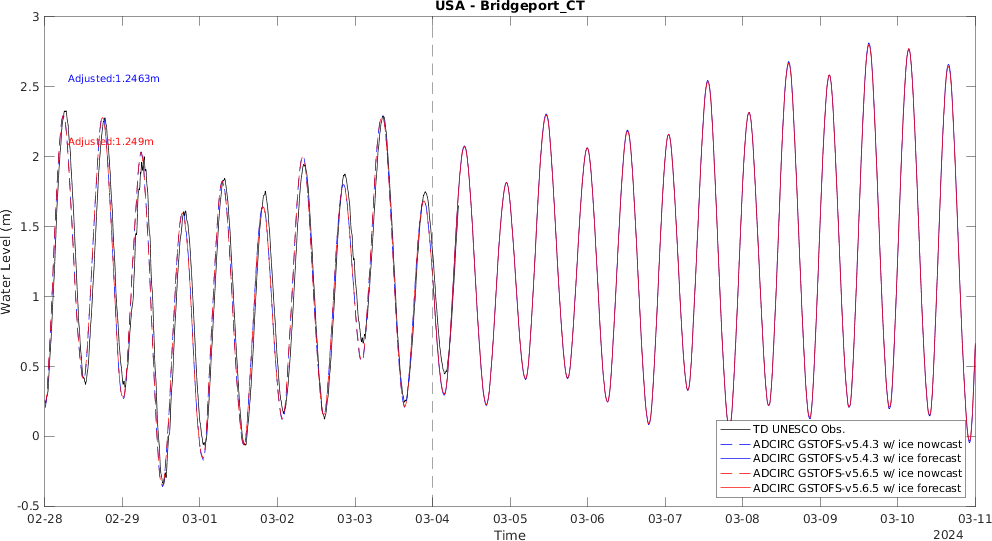 USA - Bridgeport_CT
3
2.5
2
1.5
1
0.5
0
-0.5
Water Level (m)
Adjusted:1.2463m
Adjusted:1.249m
TD UNESCO Obs.
ADCIRC GSTOFS-v5.4.3 w/ ice nowcast
ADCIRC GSTOFS-v5.4.3 w/ ice forecast
ADCIRC GSTOFS-v5.6.5 w/ ice nowcast
ADCIRC GSTOFS-v5.6.5 w/ ice forecast
02-28 02-29 03-01 03-02 03-03 03-04 03-05 03-06 03-07 03-08 03-09 03-10 03-11
Time
2024